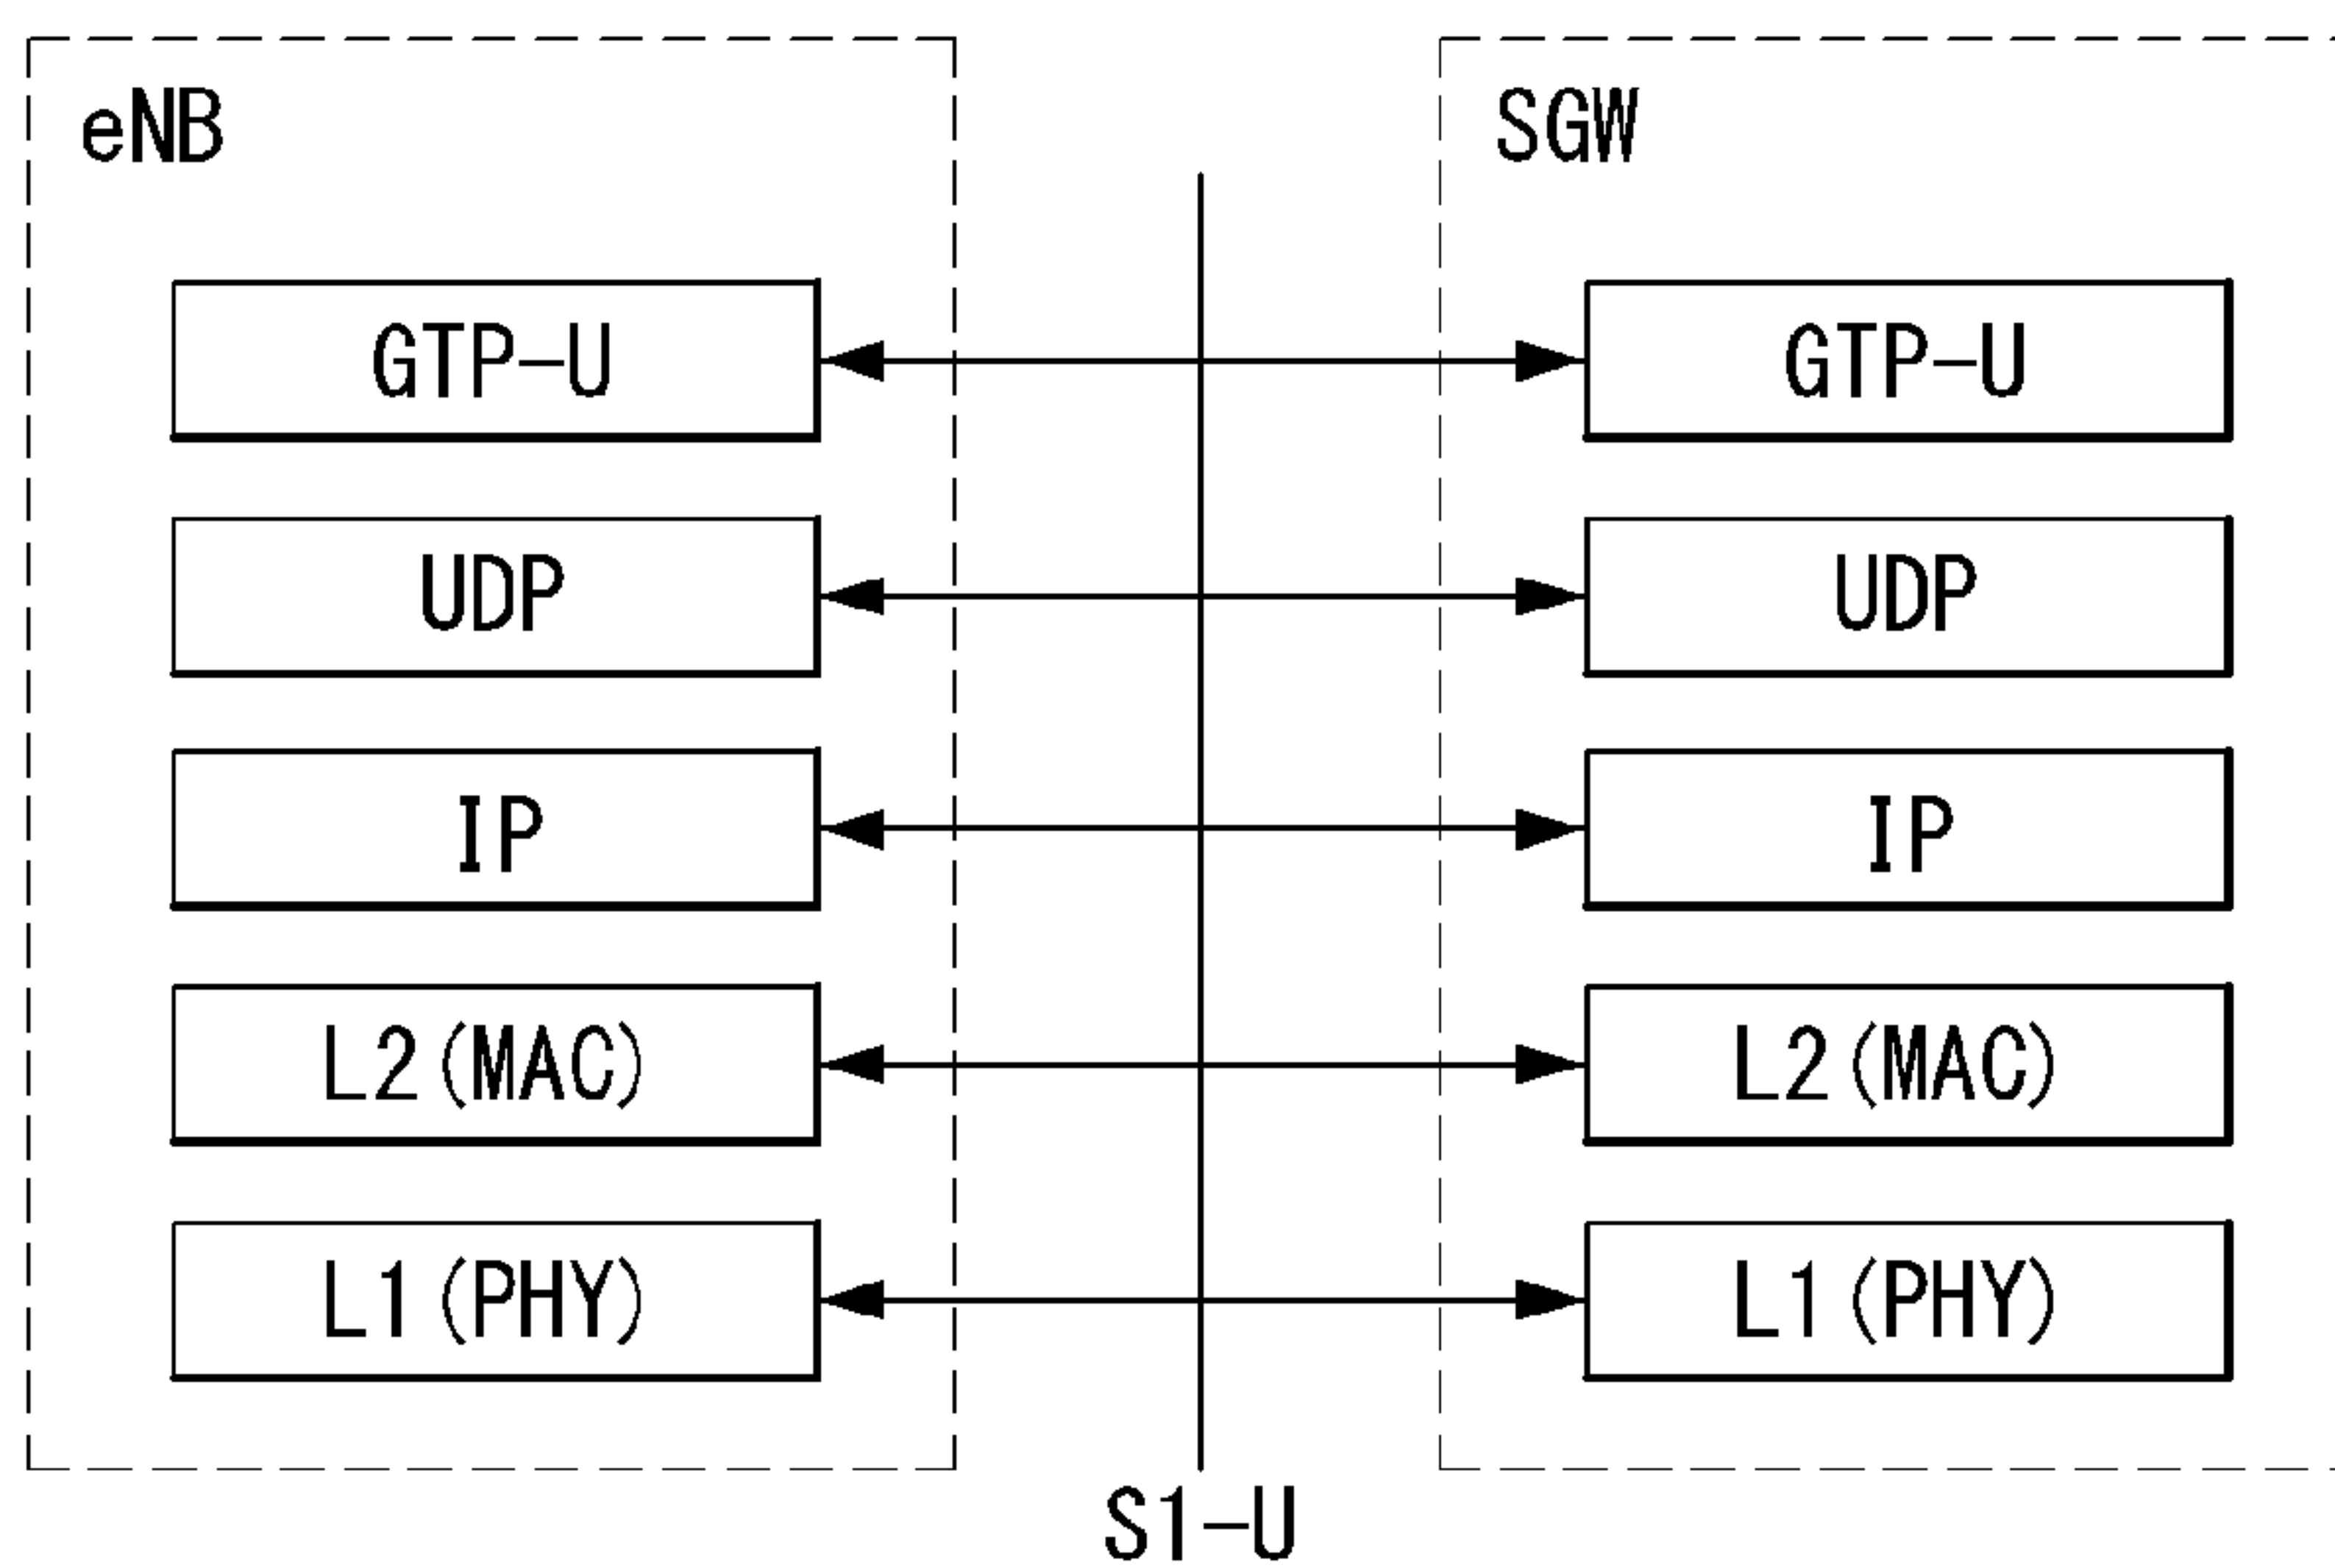 eNB
SGW
GTP-U
GTP-U
UDP
UDP
IP
IP
L2(MAC)
L2(MAC)
L1(PHY)
L1(PHY)
S1-U